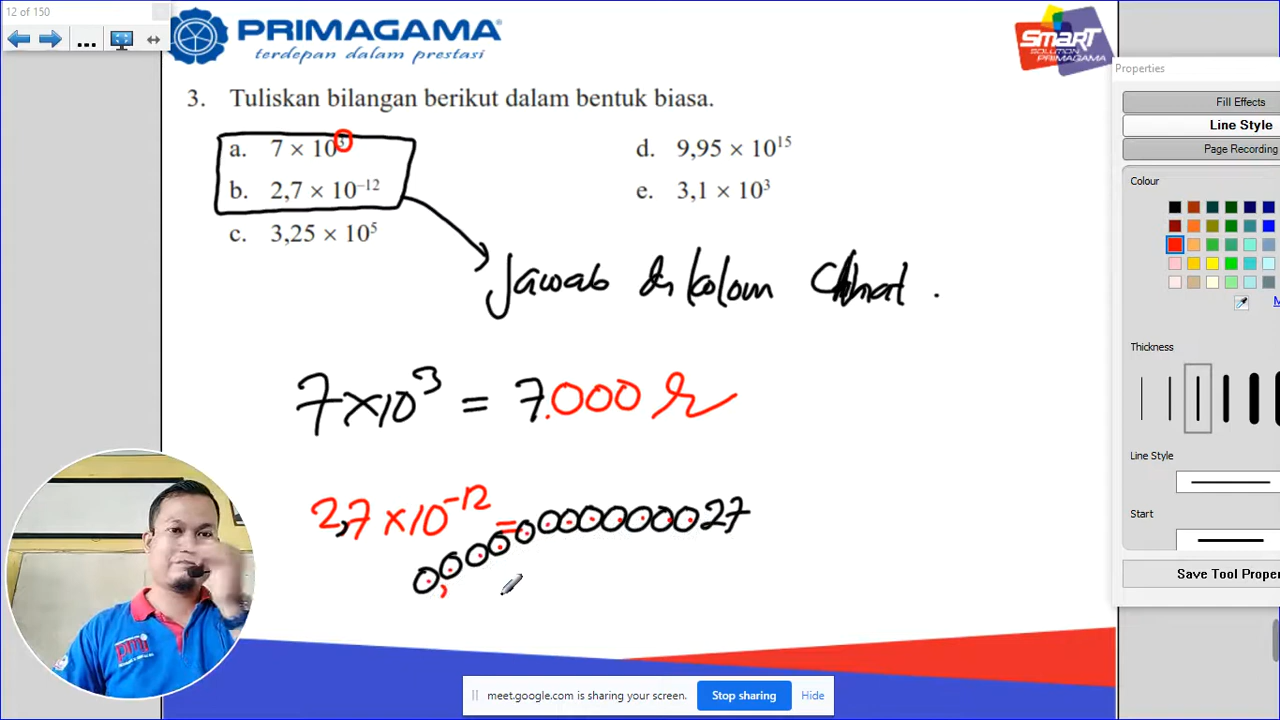 12 of 150
PRIMAGAMA
terdepan dalam prestasi
SMART
SOLUTION
PRIMAGAMA
Properties
Fill Effects
Line Style
Page Recording
Colour
Thickness
Line Style
Save Tool Proper
3. Tuliskan bilangan berikut dalam bentuk biasa.
a. 7 × 10³
b. 2,7 × 10⁻¹²
c. 3,25 × 10⁵
d. 9,95 × 10¹⁵
e. 3,1 × 10³
Jawab di kolom Chat .
7 × 10³ = 7.000
2,7 × 10⁻¹² =
0,0000000000027
meet.google.com is sharing your screen.
Stop sharing
Hide